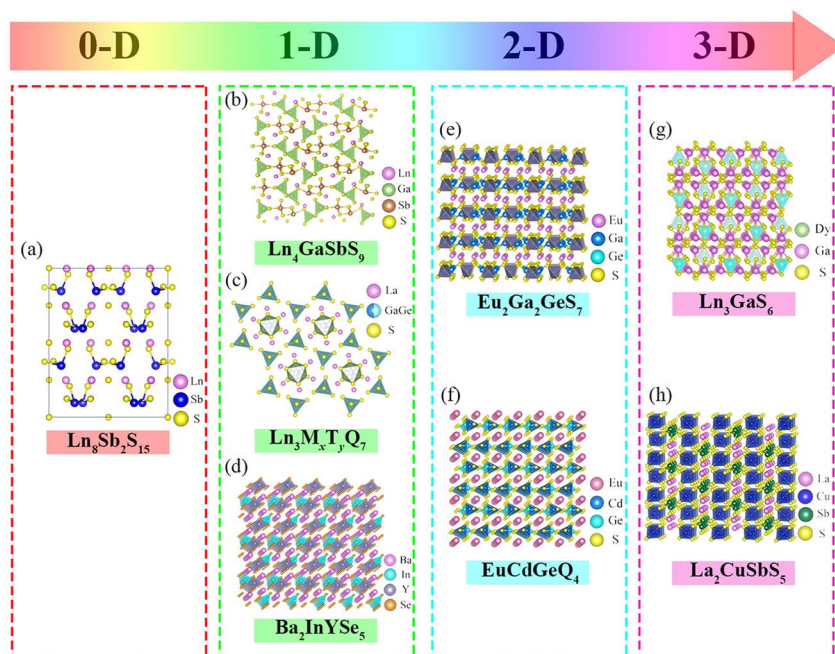 0-D 1-D 2-D 3-D
(a)
Ln
Sb
S
Ln₈Sb₂S₁₅
(b)
Ln
Ga
Sb
S
Ln₄GaSbS₉
(c)
La
GaGe
S
Ln₃MₓTᵧQ₇
(d)
Ba
In
Y
Se
Ba₂InYSe₅
(e)
Eu
Ga
Ge
S
Eu₂Ga₂GeS₇
(f)
Eu
Cd
Ge
S
EuCdGeQ₄
(g)
Dy
Ga
S
Ln₃GaS₆
(h)
La
Cu
Sb
S
La₂CuSbS₅